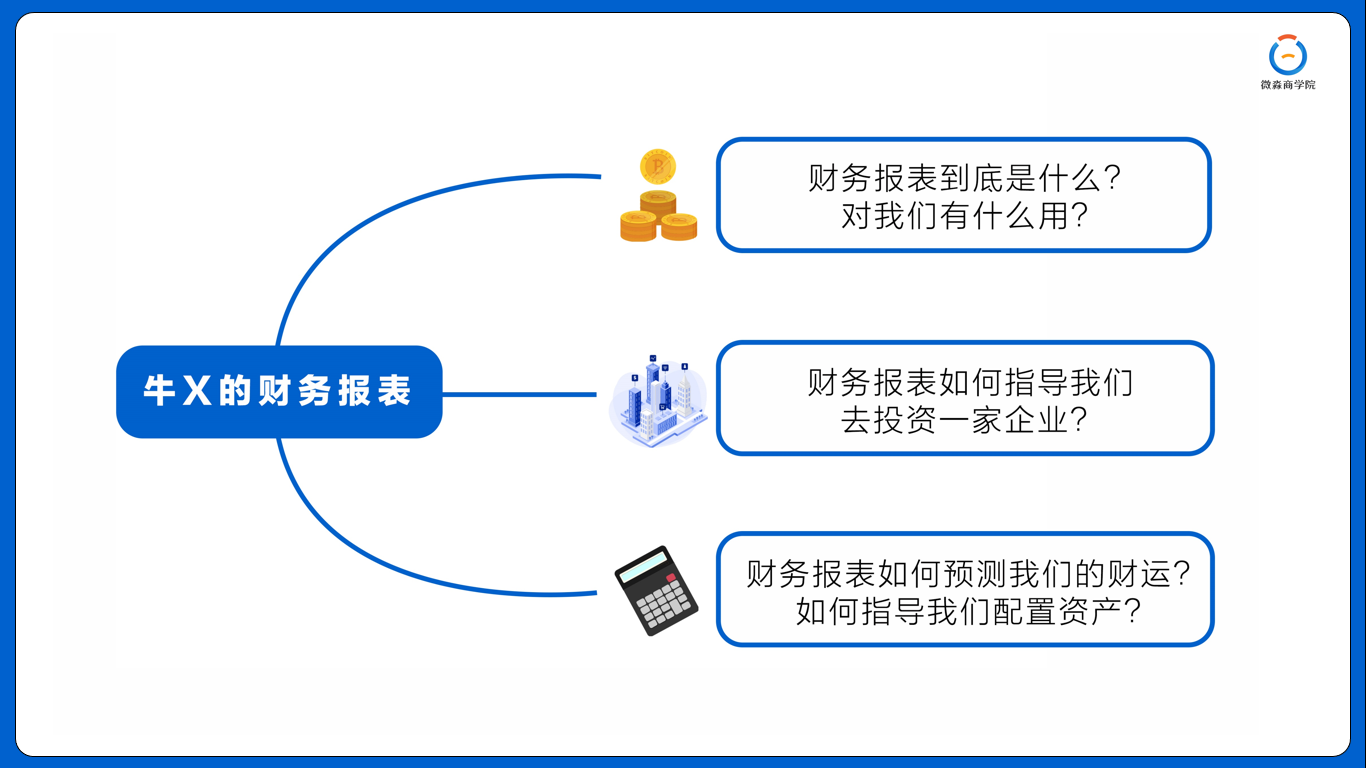 微淼商学院
财务报表到底是什么?
对我们有什么用?
牛X的财务报表
财务报表如何指导我们
去投资一家企业?
财务报表如何预测我们的财运?
如何指导我们配置资产?